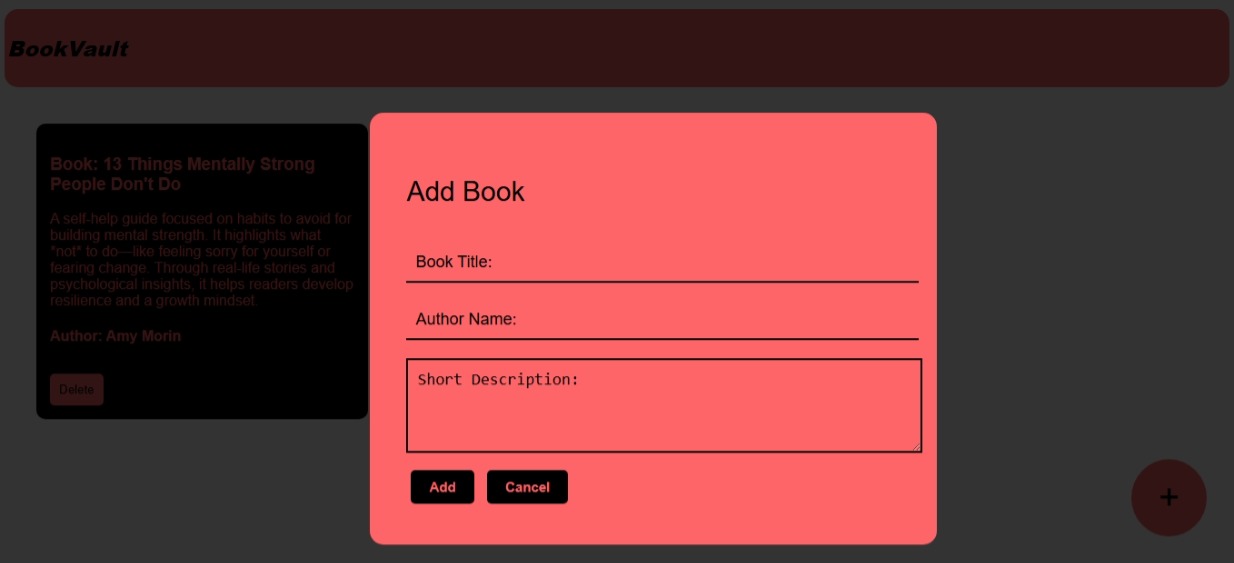 BookVault
Book: 13 Things Mentally Strong
People Don't Do
A self-help guide focused on habits to avoid for
building mental strength. It highlights what
*not* to do—like feeling sorry for yourself or
fearing change. Through real-life stories and
psychological insights, it helps readers develop
resilience and a growth mindset.
Author: Amy Morin
Delete
Add Book
Book Title:
Author Name:
Short Description:
Add Cancel
+